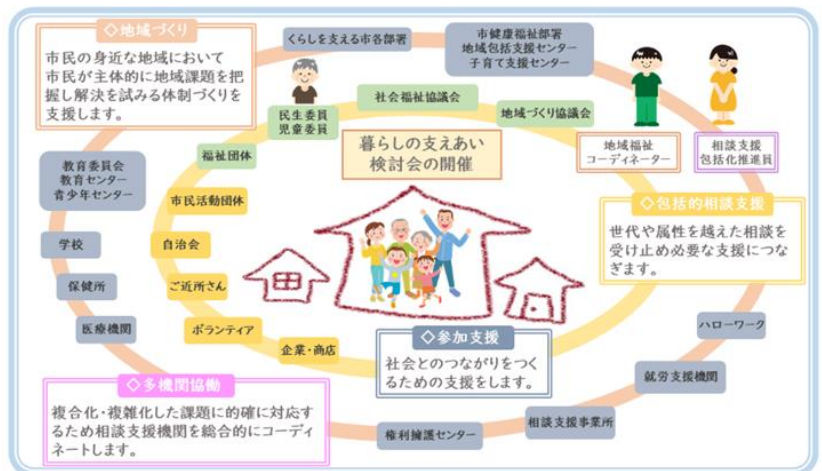 ◇地域づくり
市民の身近な地域において
市民が主体的に地域課題を把
握し解決を試みる体制づくりを
支援します。
くらしを支える市各部署
市健康福祉部署
地域包括支援センター
子育て支援センター
民生委員
児童委員
社会福祉協議会
地域づくり協議会
地域福祉
コーディネーター
相談支援
包括化推進員
福祉団体
暮らしの支えあい
検討会の開催
教育委員会
教育センター
青少年センター
市民活動団体
◇包括的相談支援
世代や属性を越えた相談を
受け止め必要な支援につな
ぎます。
学校
自治会
保健所
ご近所さん
医療機関
ボランティア
企業・商店
◇参加支援
社会とのつながりをつく
るための支援をします。
ハローワーク
就労支援機関
相談支援事業所
権利擁護センター
◇多機関協働
複合化・複雑化した課題に的確に対応す
るため相談支援機関を総合的にコーディ
ネートします。